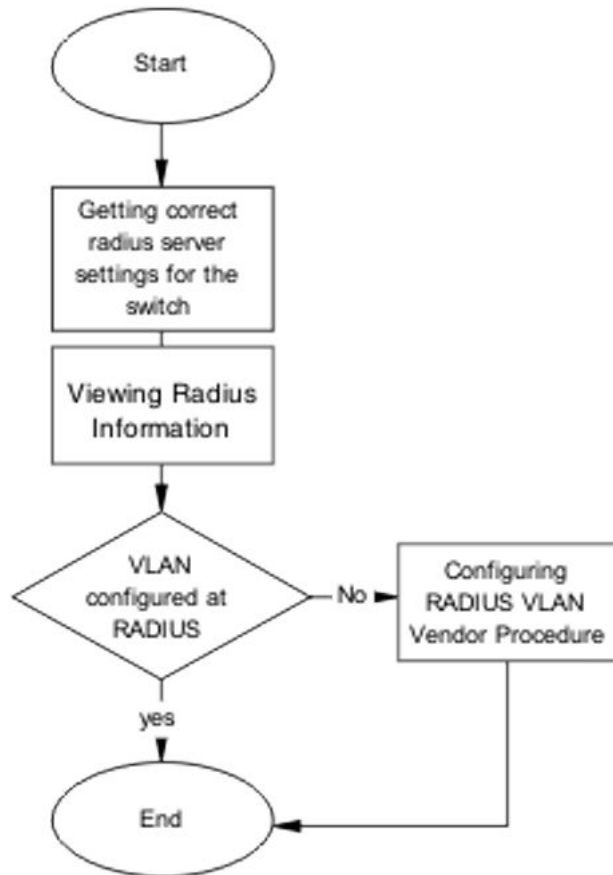 Start
Getting correct
radius server
settings for the
switch
Viewing Radius
Information
VLAN
configured at
RADIUS
No
Configuring
RADIUS VLAN
Vendor Procedure
yes
End